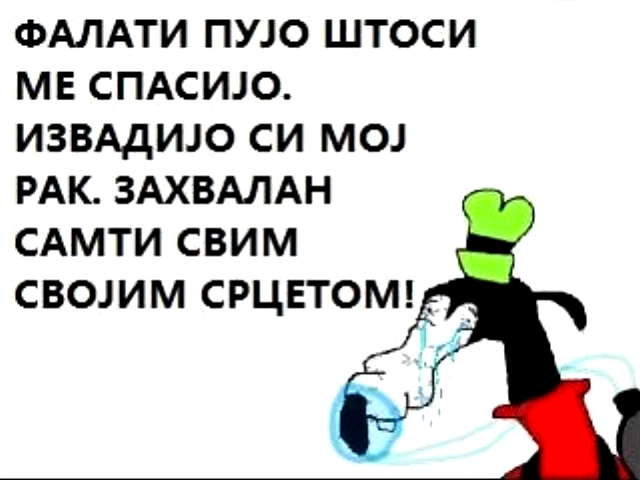 ФАЛАТИ ПУЈО ШТОСИ
МЕ СПАСИЈО.
ИЗВАДИЈО СИ МОЈ
РАК. ЗАХВАЛАН
САМТИ СВИМ
СВОЈИМ СРЦЕТОМ!